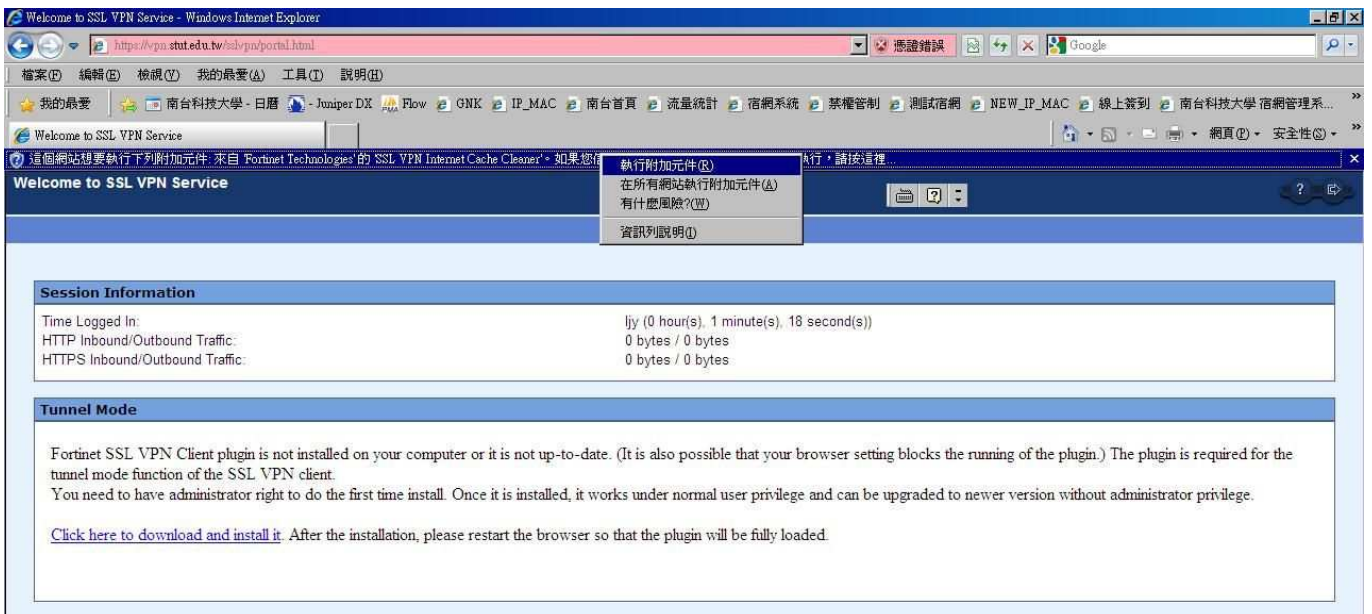 Welcome to SSL VPN Service - Windows Internet Explorer
https://vpn.stut.edu.tw/sslvpn/portal.html 憑證錯誤 Google
檔案(F) 編輯(E) 檢視(V) 我的最愛(A) 工具(T) 說明(H)
我的最愛 南台科技大學 - 日曆 - Juniper DX Flow GNK IP_MAC 南台首頁 流量統計 宿網系統 禁權管制 測試宿網 NEW_IP_MAC 線上簽到 南台科技大學 宿網管理系... »
Welcome to SSL VPN Service 網頁(P) 安全性(S) »
這個網站想要執行下列附加元件: 來自 'Fortinet Technologies' 的 'SSL VPN Internet Cache Cleaner'。如果您信 執行，請按這裡...
執行附加元件(R)
在所有網站執行附加元件(A)
有什麼風險?(W)
資訊列說明(I)
Welcome to SSL VPN Service
Session Information
Time Logged In: ljy (0 hour(s), 1 minute(s), 18 second(s))
HTTP Inbound/Outbound Traffic: 0 bytes / 0 bytes
HTTPS Inbound/Outbound Traffic: 0 bytes / 0 bytes
Tunnel Mode
Fortinet SSL VPN Client plugin is not installed on your computer or it is not up-to-date. (It is also possible that your browser setting blocks the running of the plugin.) The plugin is required for the
tunnel mode function of the SSL VPN client.
You need to have administrator right to do the first time install. Once it is installed, it works under normal user privilege and can be upgraded to newer version without administrator privilege.
Click here to download and install it. After the installation, please restart the browser so that the plugin will be fully loaded.